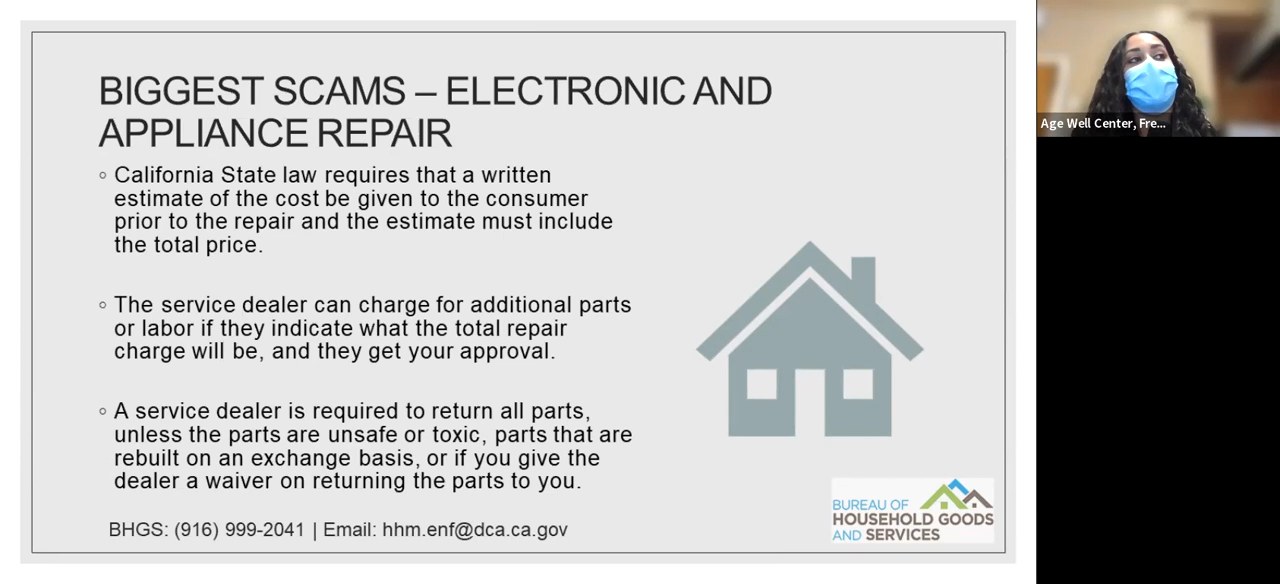 BIGGEST SCAMS – ELECTRONIC AND
APPLIANCE REPAIR
California State law requires that a written
estimate of the cost be given to the consumer
prior to the repair and the estimate must include
the total price.
The service dealer can charge for additional parts
or labor if they indicate what the total repair
charge will be, and they get your approval.
A service dealer is required to return all parts,
unless the parts are unsafe or toxic, parts that are
rebuilt on an exchange basis, or if you give the
dealer a waiver on returning the parts to you.
BHGS: (916) 999-2041 | Email: hhm.enf@dca.ca.gov
BUREAU OF
HOUSEHOLD GOODS
AND SERVICES
Age Well Center, Fre...